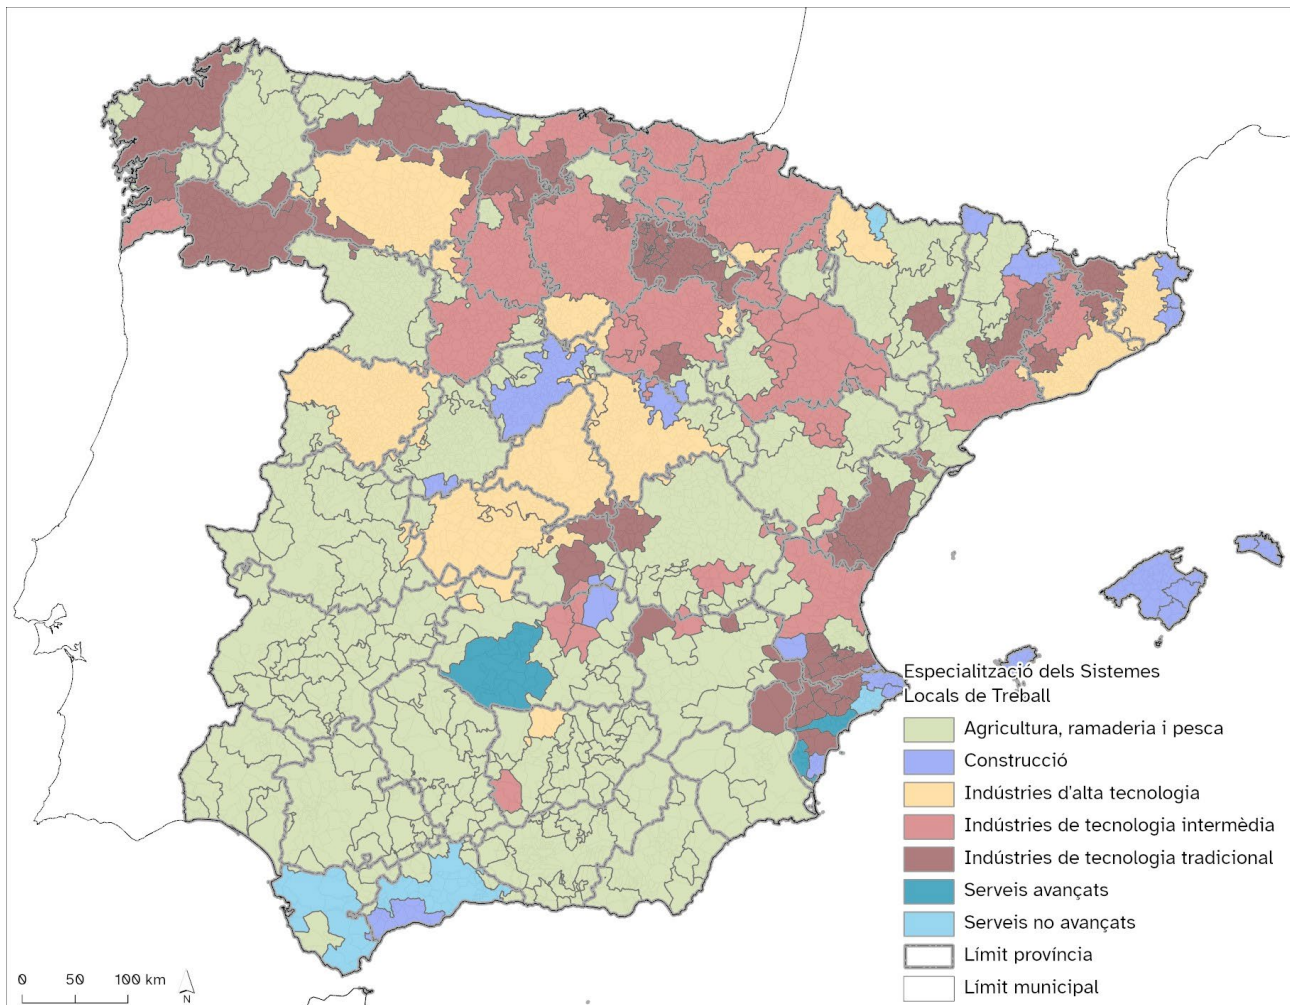 Especialització dels Sistemes
Locals de Treball
Agricultura, ramaderia i pesca
Construcció
Indústries d'alta tecnologia
Indústries de tecnologia intermèdia
Indústries de tecnologia tradicional
Serveis avançats
Serveis no avançats
Límit província
Límit municipal
0 50 100 km
N